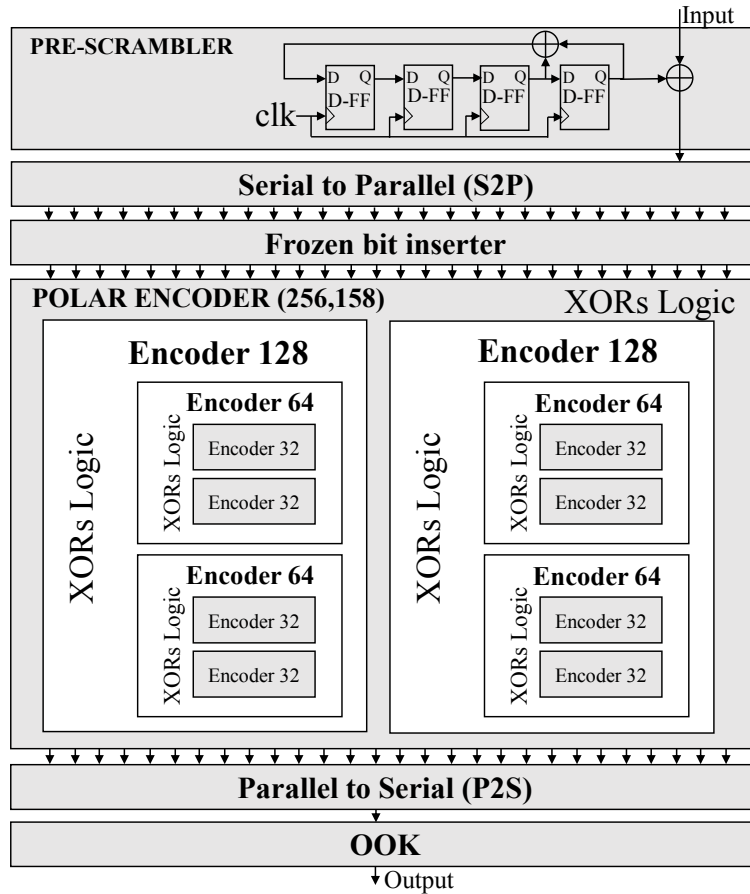 Input
PRE-SCRAMBLER
D Q D Q D Q D Q
D-FF D-FF D-FF D-FF
clk
Serial to Parallel (S2P)
Frozen bit inserter
POLAR ENCODER (256,158)
XORs Logic
Encoder 128
XORs Logic
Encoder 64
XORs Logic
Encoder 32
Encoder 32
Encoder 64
XORs Logic
Encoder 32
Encoder 32
Encoder 128
XORs Logic
Encoder 64
XORs Logic
Encoder 32
Encoder 32
Encoder 64
XORs Logic
Encoder 32
Encoder 32
Parallel to Serial (P2S)
OOK
Output